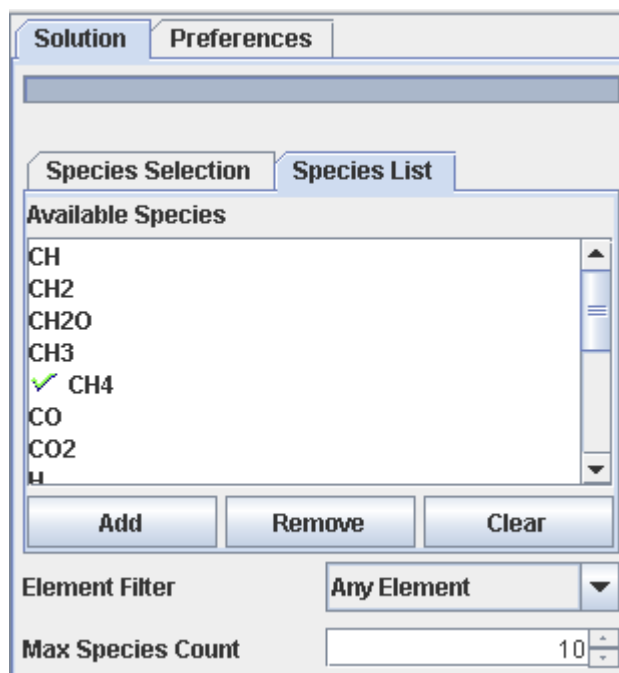 Solution Preferences
Species Selection Species List
Available Species
CH
CH2
CH2O
CH3
CH4
CO
CO2
H
Add Remove Clear
Element Filter Any Element
Max Species Count 10